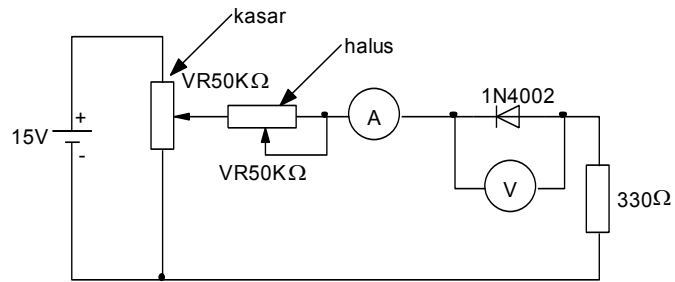 kasar
halus
VR50KΩ
1N4002
A
15V
+
-
VR50KΩ
V
330Ω